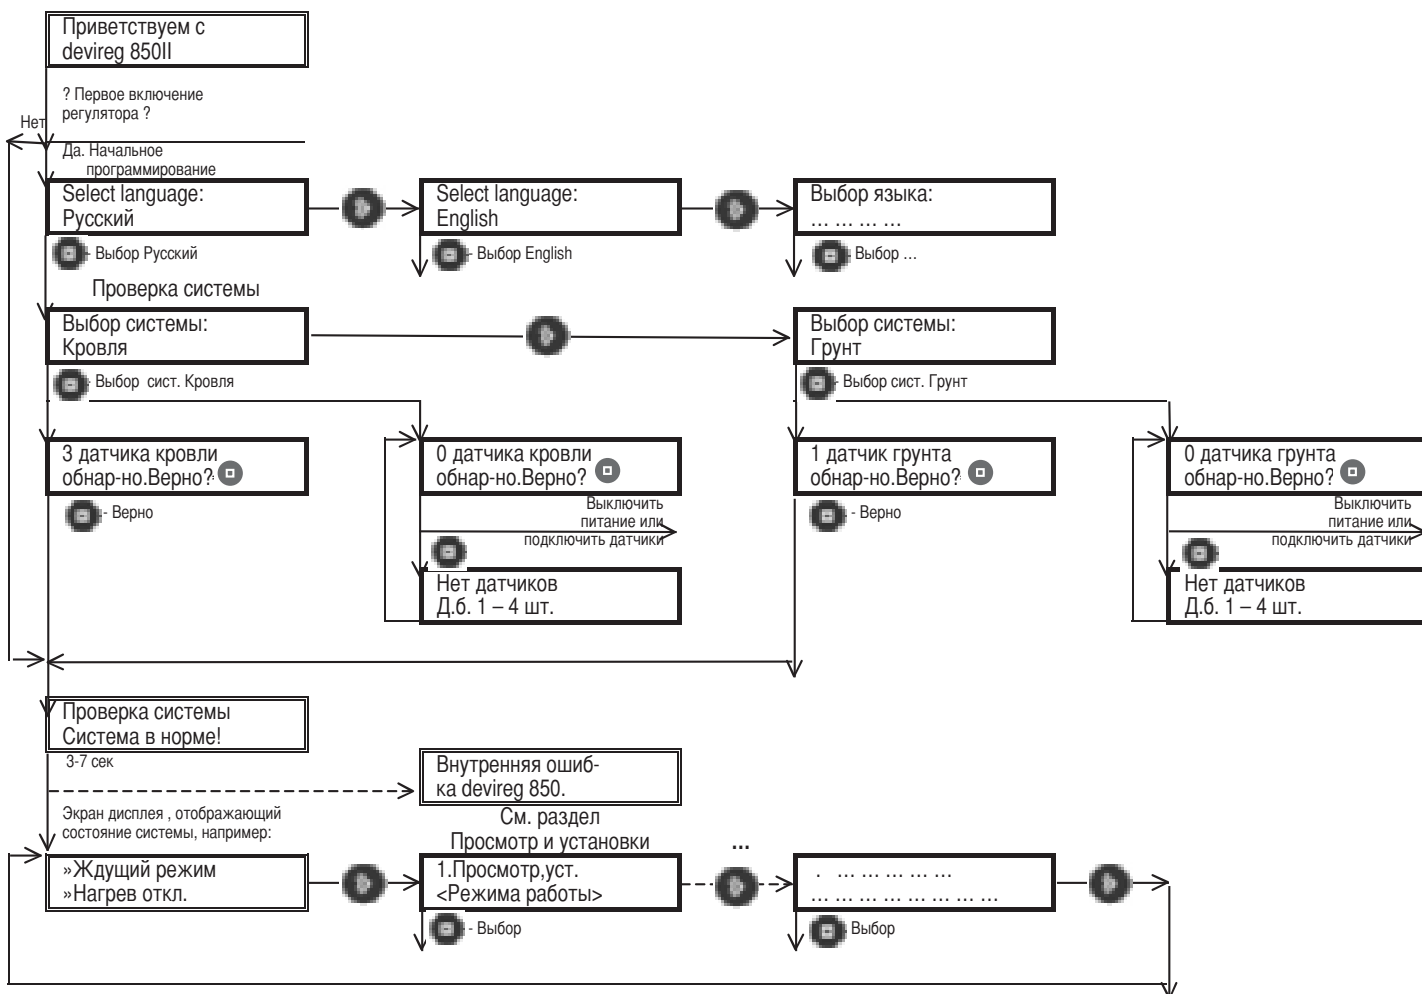 Приветствуем с
devireg 850II
? Первое включение
регулятора ?
Нет
Да. Начальное
программирование
Select language:
Русский
Select language:
English
Выбор языка:
... ... ... ...
- Выбор Русский
- Выбор English
- Выбор ...
Проверка системы
Выбор системы:
Кровля
Выбор системы:
Грунт
- Выбор сист. Кровля
- Выбор сист. Грунт
3 датчика кровли
обнар-но.Верно?
0 датчика кровли
обнар-но.Верно?
1 датчик грунта
обнар-но.Верно?
0 датчика грунта
обнар-но.Верно?
- Верно
Выключить
питание или
подключить датчики
- Верно
Выключить
питание или
подключить датчики
Нет датчиков
Д.б. 1 – 4 шт.
Нет датчиков
Д.б. 1 – 4 шт.
Проверка системы
Система в норме!
3-7 сек
Внутренняя ошиб-
ка devireg 850.
Экран дисплея , отображающий
состояние системы, например:
См. раздел
Просмотр и установки
...
»Ждущий режим
»Нагрев откл.
1.Просмотр,уст.
<Режима работы>
. ... ... ... ... ...
... ... ... ... ... ... ... ...
- Выбор
- Выбор